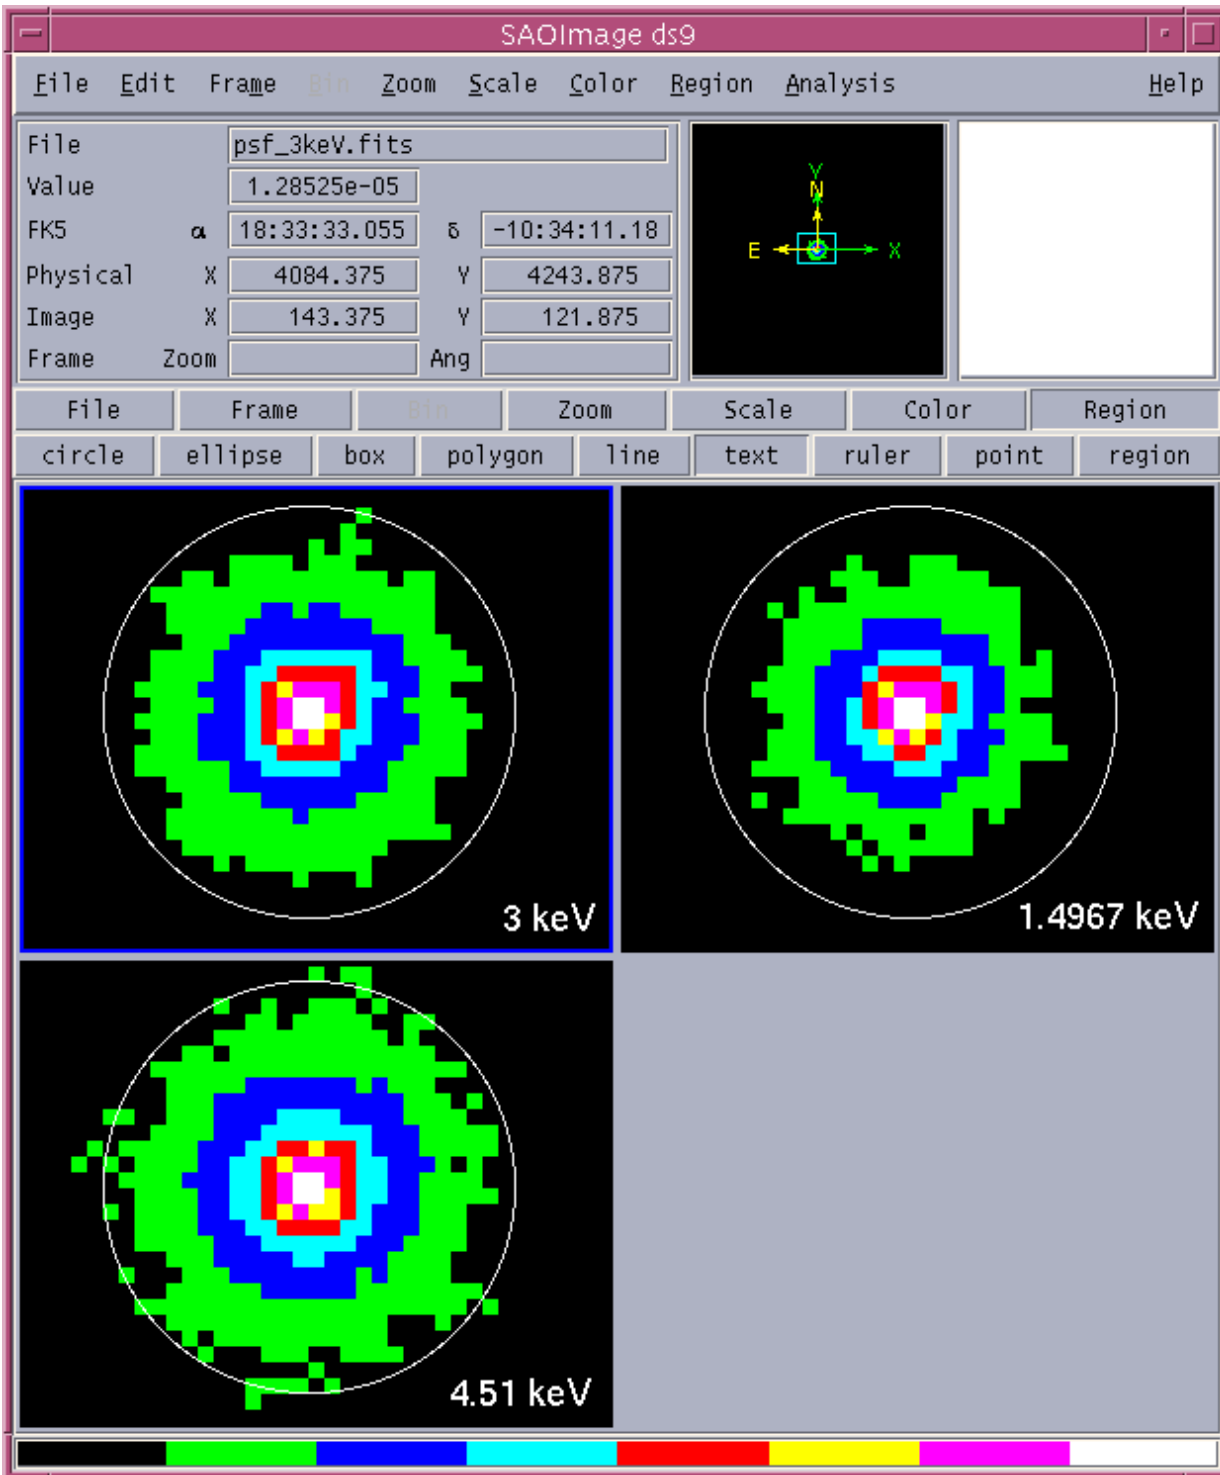 SAOImage ds9
File Edit Frame Bin Zoom Scale Color Region Analysis Help
File psf_3keV.fits
Value 1.28525e-05
FK5 α 18:33:33.055 δ -10:34:11.18
Physical X 4084.375 Y 4243.875
Image X 143.375 Y 121.875
Frame Zoom Ang
Y
N
E X
File Frame Bin Zoom Scale Color Region
circle ellipse box polygon line text ruler point region
3 keV
1.4967 keV
4.51 keV